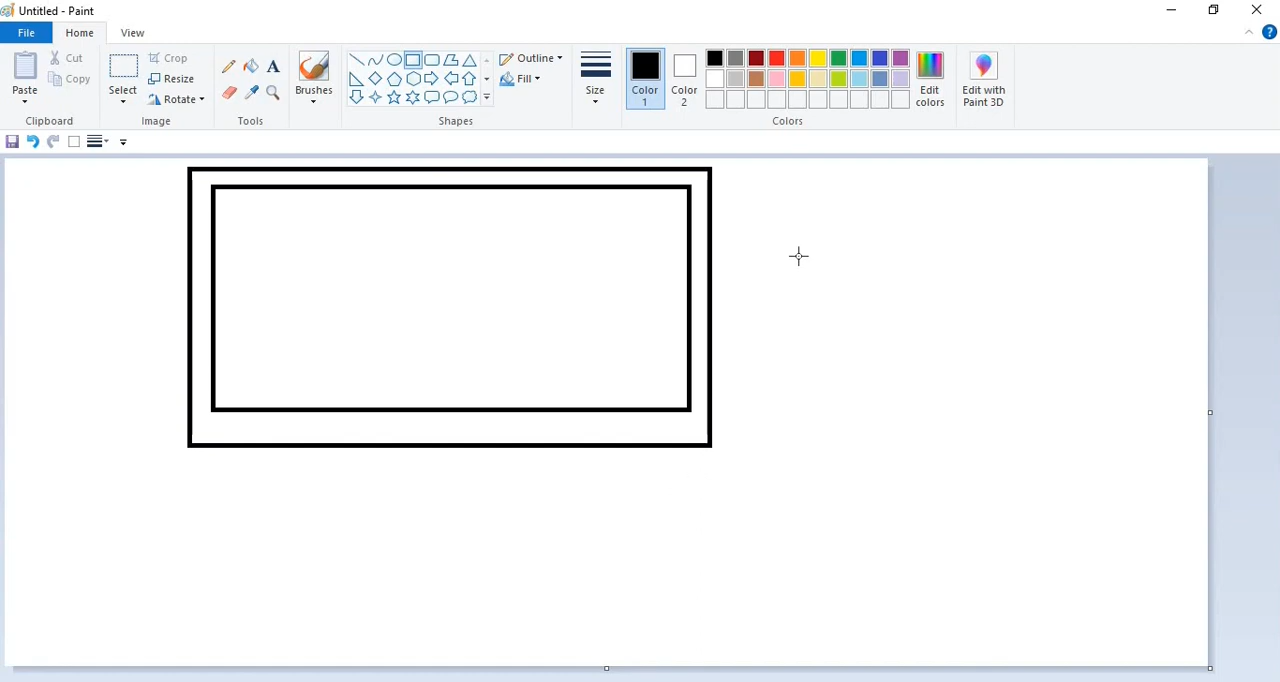 Untitled - Paint
File Home View
Paste Cut Copy Clipboard
Select Crop Resize Rotate Image
A
Tools
Brushes
Outline Fill Shapes
Size
Color 1 Color 2 Colors
Edit colors
Edit with Paint 3D
?